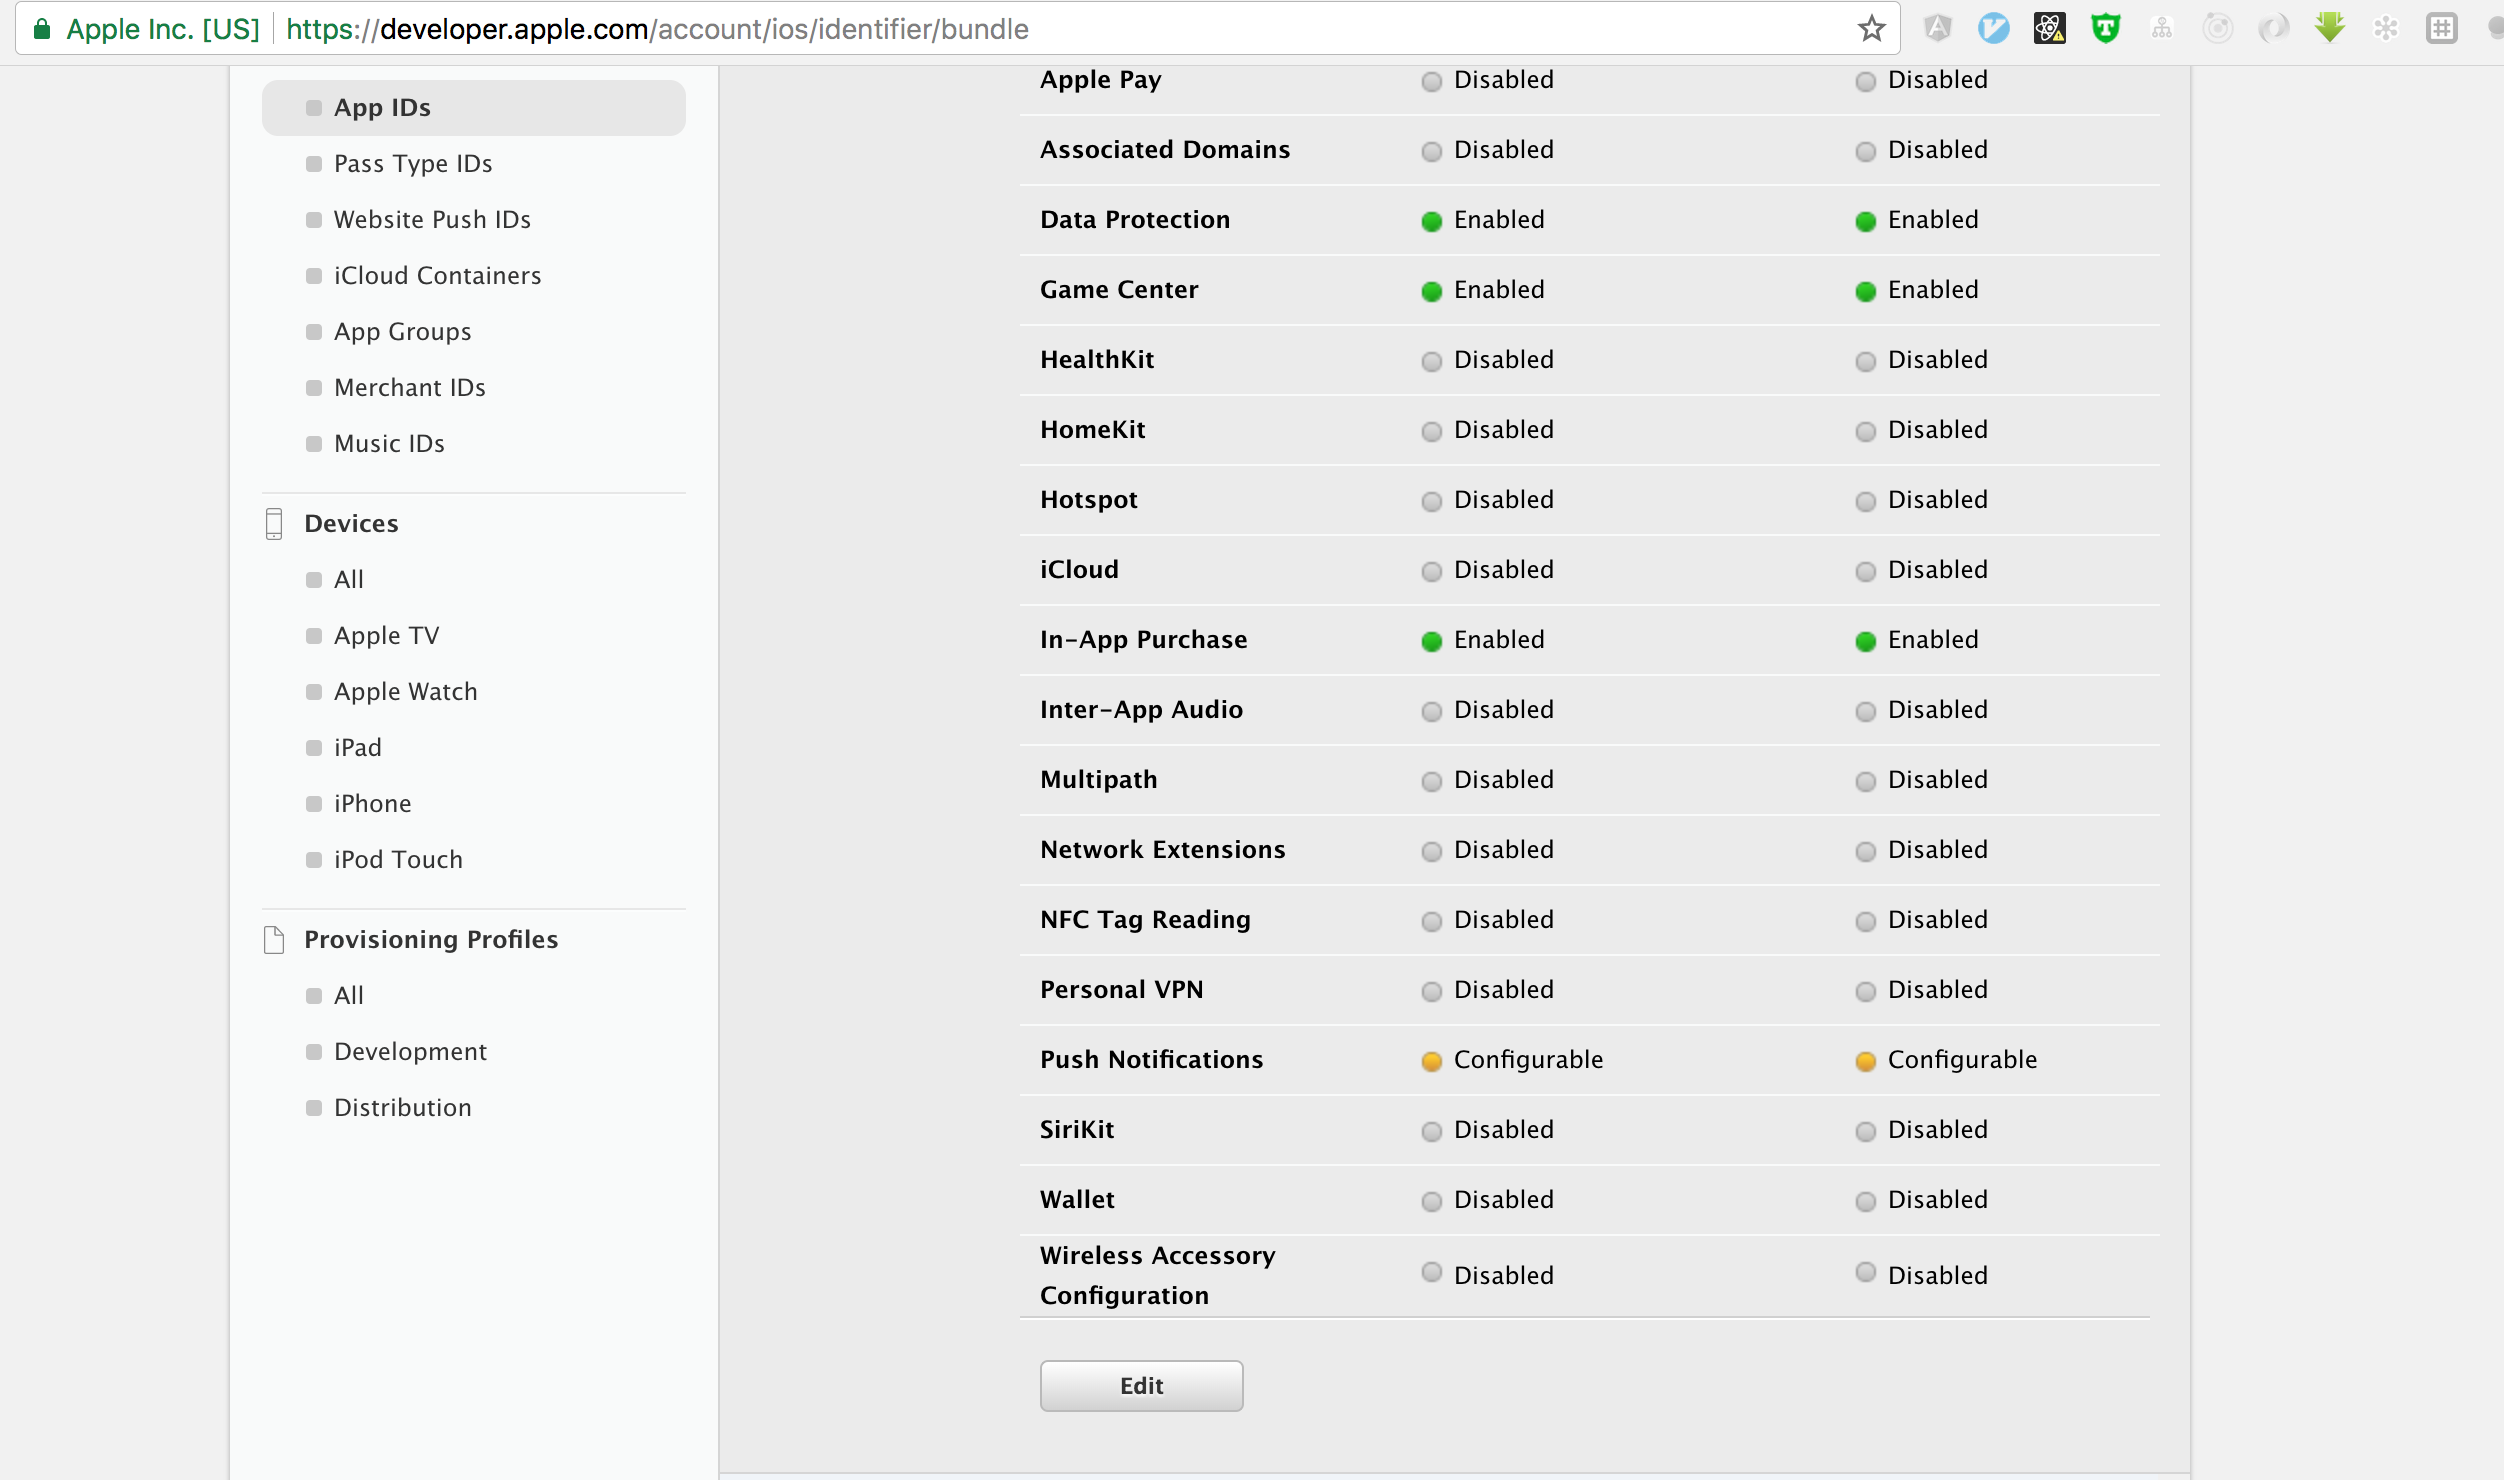 Apple Inc. [US] https://developer.apple.com/account/ios/identifier/bundle
App IDs
Pass Type IDs
Website Push IDs
iCloud Containers
App Groups
Merchant IDs
Music IDs
Devices
All
Apple TV
Apple Watch
iPad
iPhone
iPod Touch
Provisioning Profiles
All
Development
Distribution
Apple Pay Disabled Disabled
Associated Domains Disabled Disabled
Data Protection Enabled Enabled
Game Center Enabled Enabled
HealthKit Disabled Disabled
HomeKit Disabled Disabled
Hotspot Disabled Disabled
iCloud Disabled Disabled
In-App Purchase Enabled Enabled
Inter-App Audio Disabled Disabled
Multipath Disabled Disabled
Network Extensions Disabled Disabled
NFC Tag Reading Disabled Disabled
Personal VPN Disabled Disabled
Push Notifications Configurable Configurable
SiriKit Disabled Disabled
Wallet Disabled Disabled
Wireless Accessory
Configuration Disabled Disabled
Edit